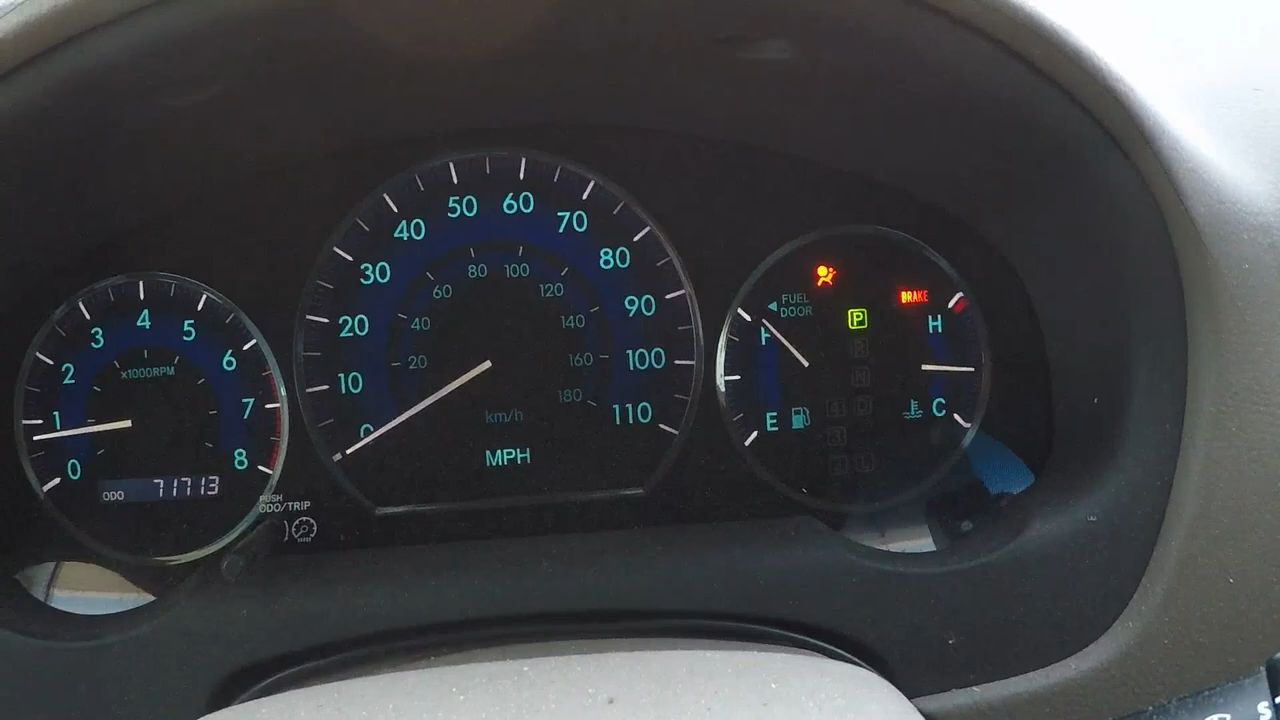 0
1
2
3
4
5
6
7
8
x1000RPM
ODO 71713
PUSH
ODO/TRIP
0
10
20
30
40
50
60
70
80
90
100
110
20
40
60
80
100
120
140
160
180
km/h
MPH
◄ FUEL
DOOR
F
E
BRAKE
P
R
N
4 D
3
2 L
H
C